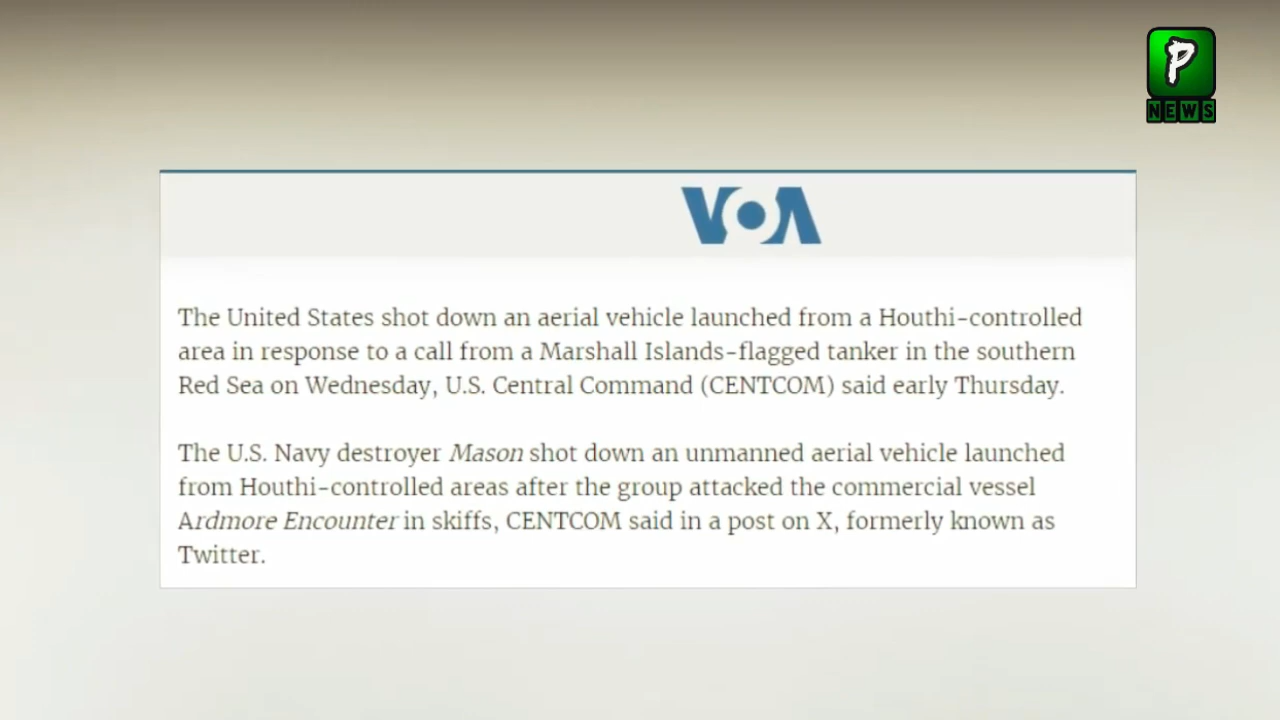 P
NEWS
VOA
The United States shot down an aerial vehicle launched from a Houthi-controlled
area in response to a call from a Marshall Islands-flagged tanker in the southern
Red Sea on Wednesday, U.S. Central Command (CENTCOM) said early Thursday.
The U.S. Navy destroyer Mason shot down an unmanned aerial vehicle launched
from Houthi-controlled areas after the group attacked the commercial vessel
Ardmore Encounter in skiffs, CENTCOM said in a post on X, formerly known as
Twitter.